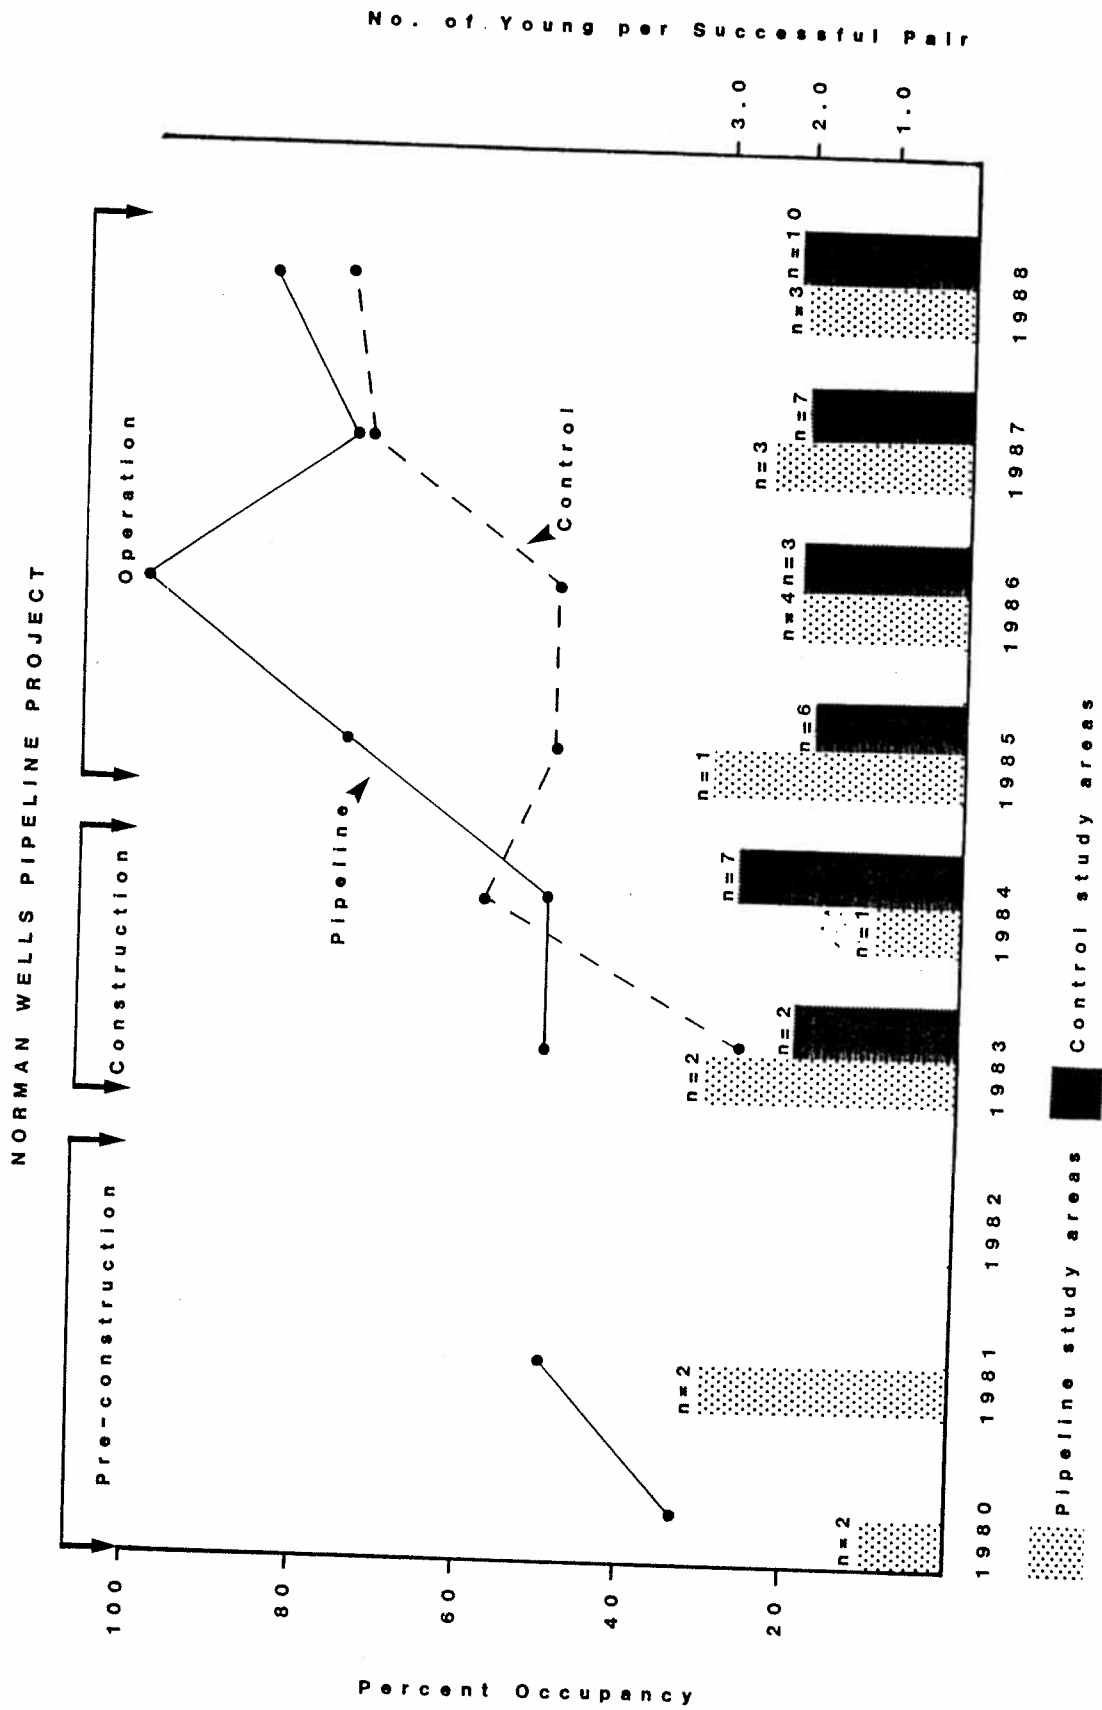 NORMAN WELLS PIPELINE PROJECT
Pre-construction
Construction
Operation
100
80
60
40
20
Percent Occupancy
No. of Young per Successful Pair
3.0
2.0
1.0
Pipeline
Control
n=2
n=2
n=2
n=2
n=1
n=7
n=1
n=6
n=4
n=3
n=3
n=7
n=3
n=10
1980
1981
1982
1983
1984
1985
1986
1987
1988
Pipeline study areas
Control study areas